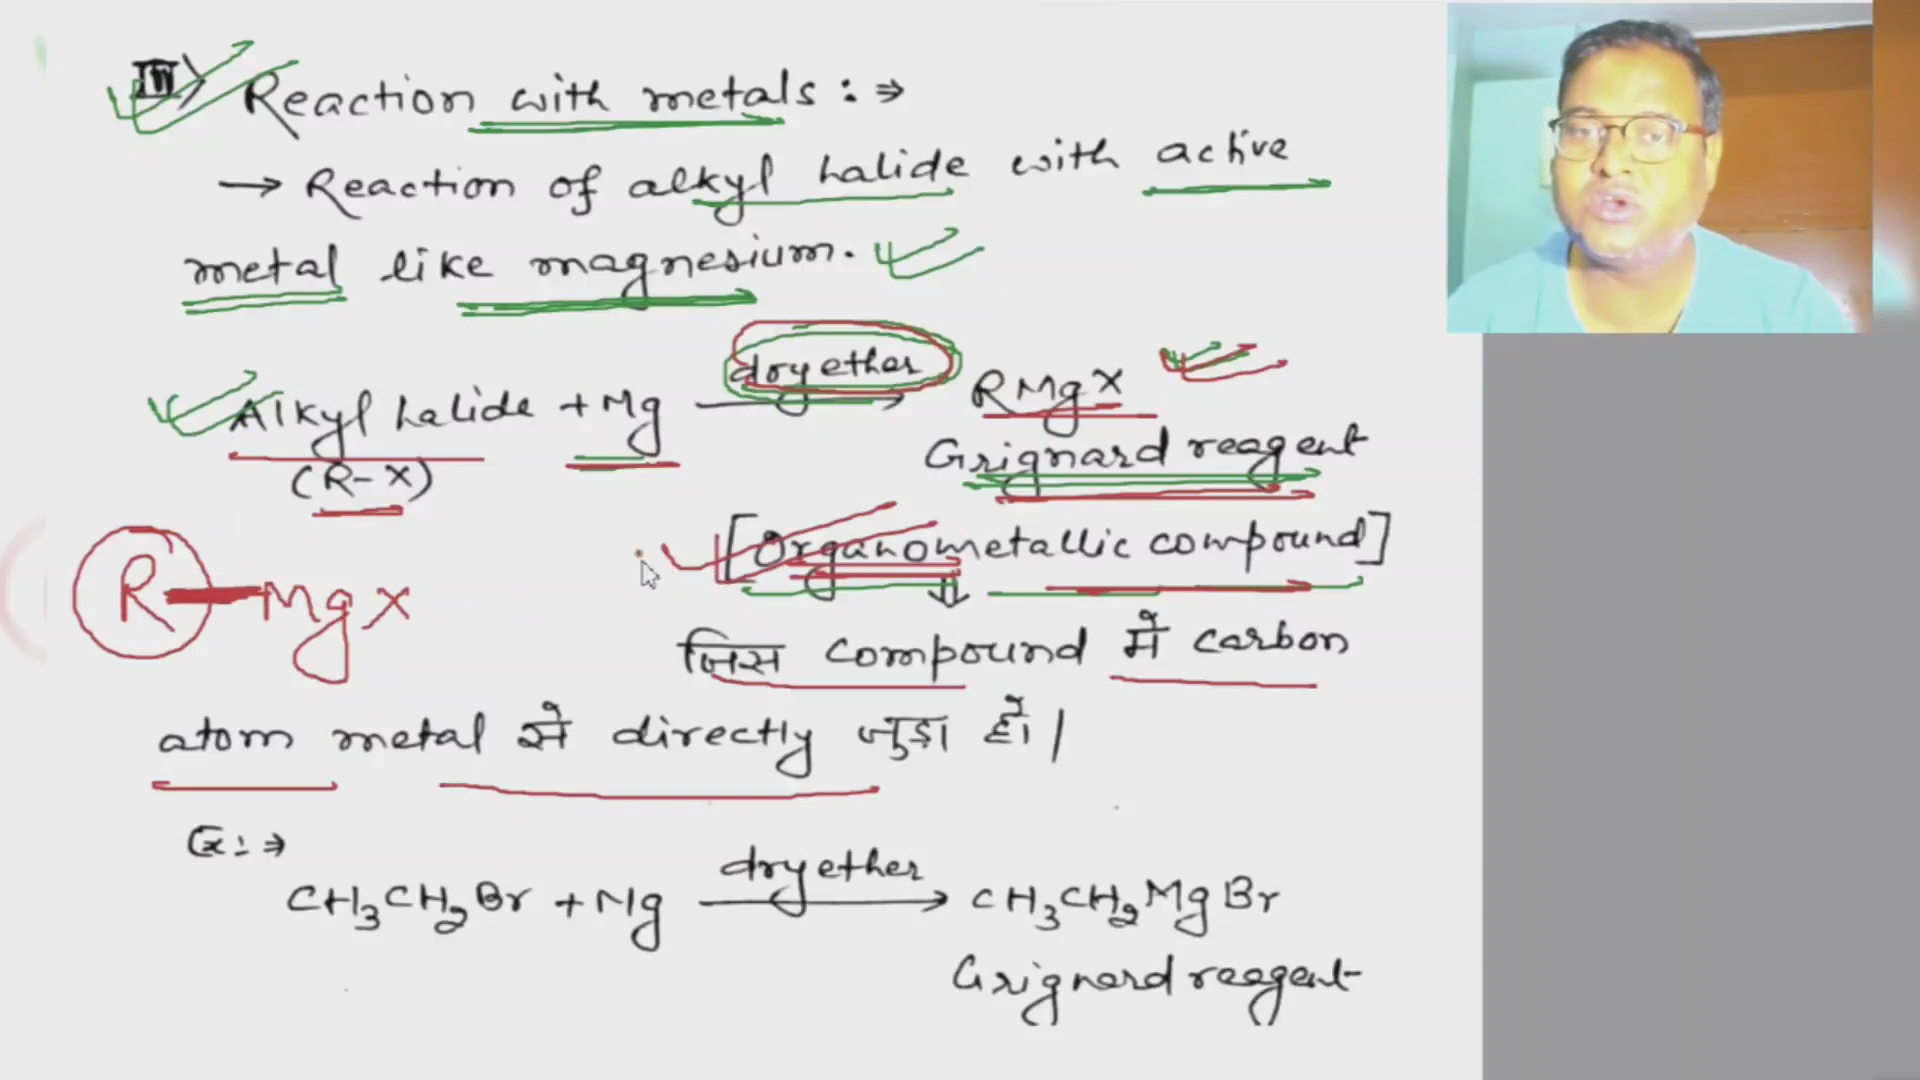 III) Reaction with metals : ⇒
→ Reaction of alkyl halide with active
metal like magnesium.
Alkyl halide + Mg dry ether → RMgX
(R-X) Grignard reagent
[Organometallic compound]
R-MgX ⇓
जिस compound में carbon
atom metal से directly जुड़ा हो।
Ex: ⇒
CH3CH2Br + Mg dry ether → CH3CH2MgBr
Grignard reagent